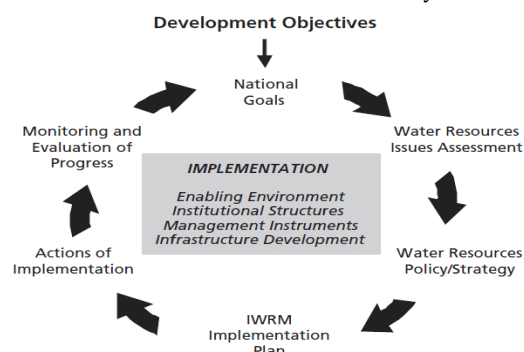 Development Objectives
National
Goals
Water Resources
Issues Assessment
Water Resources
Policy/Strategy
IWRM
Implementation
Plan
Actions of
Implementation
Monitoring and
Evaluation of
Progress
IMPLEMENTATION
Enabling Environment
Institutional Structures
Management Instruments
Infrastructure Development